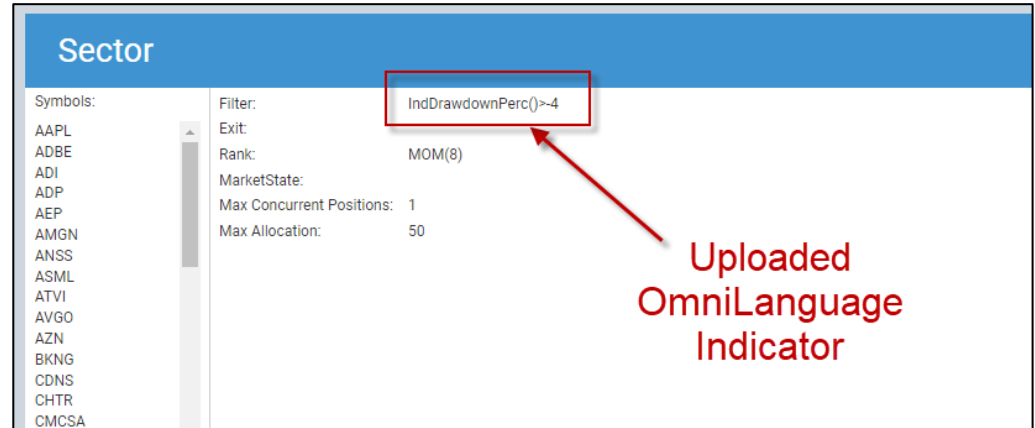 Sector
Symbols:
AAPL
ADBE
ADI
ADP
AEP
AMGN
ANSS
ASML
ATVI
AVGO
AZN
BKNG
CDNS
CHTR
CMCSA
Filter: IndDrawdownPerc()>-4
Exit:
Rank: MOM(8)
MarketState:
Max Concurrent Positions: 1
Max Allocation: 50
Uploaded
OmniLanguage
Indicator